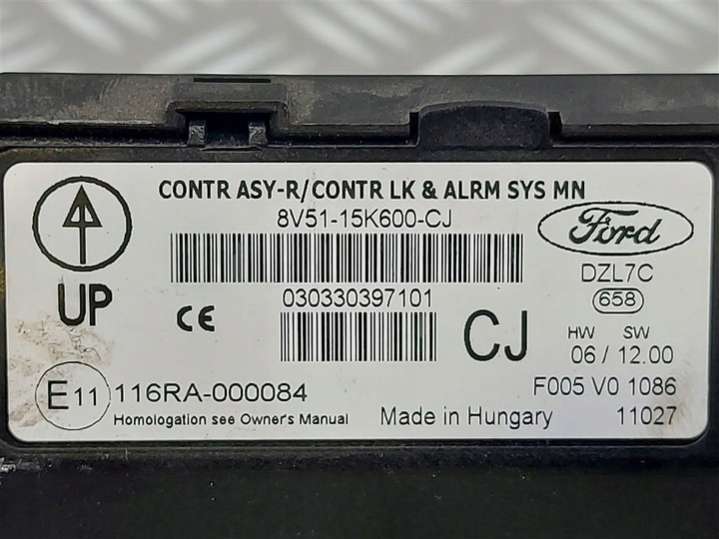 CONTR ASY-R/CONTR LK & ALRM SYS MN
8V51-15K600-CJ
Ford
UP
CE
030330397101
CJ
DZL7C
658
HW SW
06 / 12.00
E11 116RA-000084
Homologation see Owner's Manual
Made in Hungary
F005 V0 1086
11027